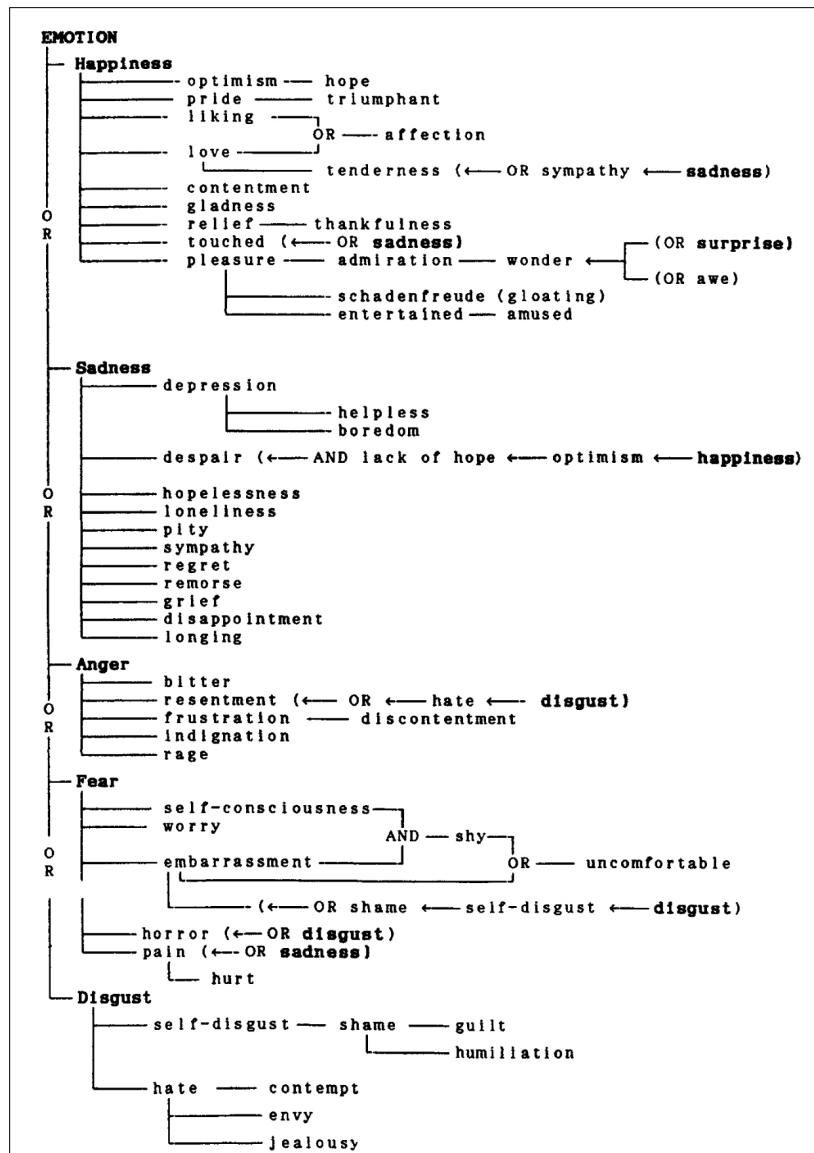 EMOTION
Happiness
optimism hope
pride triumphant
liking
OR affection
love
tenderness (← OR sympathy ← sadness)
contentment
gladness
O
R
relief thankfulness
touched (← OR sadness)
pleasure admiration wonder ← (OR surprise)
(OR awe)
schadenfreude (gloating)
entertained amused
Sadness
depression
helpless
boredom
despair (← AND lack of hope ← optimism ← happiness)
O
R
hopelessness
loneliness
pity
sympathy
regret
remorse
grief
disappointment
longing
Anger
bitter
resentment (← OR ← hate ← disgust)
O
R
frustration discontentment
indignation
rage
Fear
self-consciousness
worry
AND shy
O
R
embarrassment OR uncomfortable
(← OR shame ← self-disgust ← disgust)
horror (← OR disgust)
pain (← OR sadness)
hurt
Disgust
self-disgust shame guilt
humiliation
hate contempt
envy
jealousy